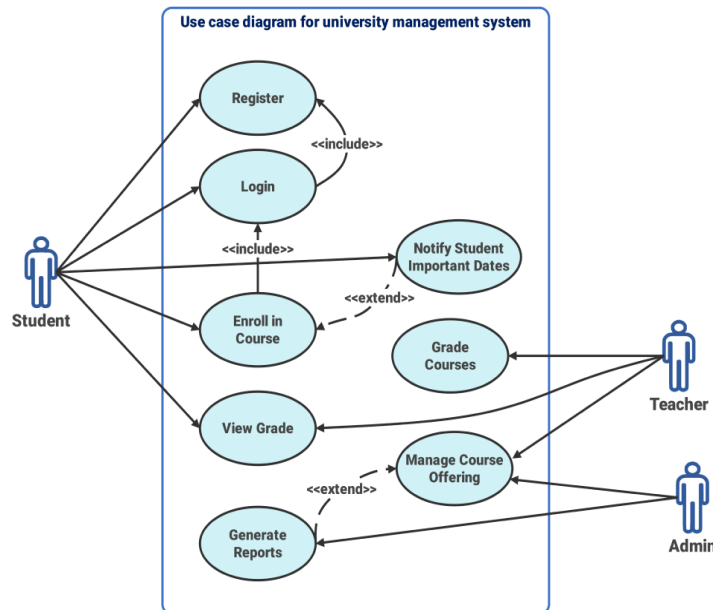 Use case diagram for university management system
Register
<<include>>
Login
<<include>>
Notify Student
Important Dates
<<extend>>
Student
Enroll in
Course
Grade
Courses
Teacher
View Grade
Manage Course
Offering
<<extend>>
Generate
Reports
Admin